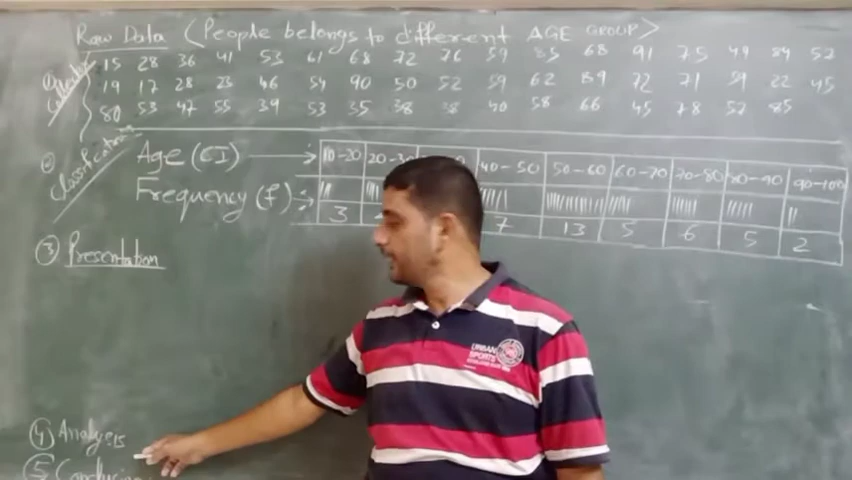 Raw Data (People belongs to different AGE GROUP)
15 28 36 41 53 61 68 72 76 59 85 68 91 75 49 84 52
19 17 28 23 46 54 90 50 52 59 62 89 72 71 59 22 45
80 53 47 55 39 53 35 38 38 40 58 66 45 78 52 85
② Classification
Age (CI) → 10-20 20-30 40-50 50-60 60-70 70-80 80-90 90-100
Frequency (f)
3 7 13 5 6 5 2
③ Presentation
④ Analysis
⑤
URBAN
SPORTS